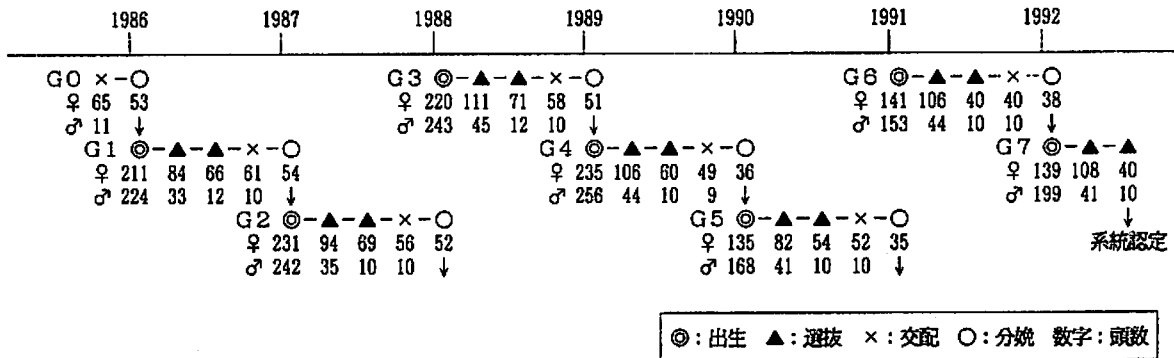 1986 1987 1988 1989 1990 1991 1992
G0 × - ○
♀ 65 53
♂ 11 ↓
G1 ◎ - ▲ - ▲ - × - ○
♀ 211 84 66 61 54
♂ 224 33 12 10 ↓
G2 ◎ - ▲ - ▲ - × - ○
♀ 231 94 69 56 52
♂ 242 35 10 10 ↓
G3 ◎ - ▲ - ▲ - × - ○
♀ 220 111 71 58 51
♂ 243 45 12 10 ↓
G4 ◎ - ▲ - ▲ - × - ○
♀ 235 106 60 49 36
♂ 256 44 10 9 ↓
G5 ◎ - ▲ - ▲ - × - ○
♀ 135 82 54 52 35
♂ 168 41 10 10 ↓
G6 ◎ - ▲ - ▲ - × - ○
♀ 141 106 40 40 38
♂ 153 44 10 10 ↓
G7 ◎ - ▲ - ▲
♀ 139 108 40
♂ 199 41 10
↓
系統認定
◎：出生 ▲：選抜 ×：交配 ○：分娩 数字：頭数